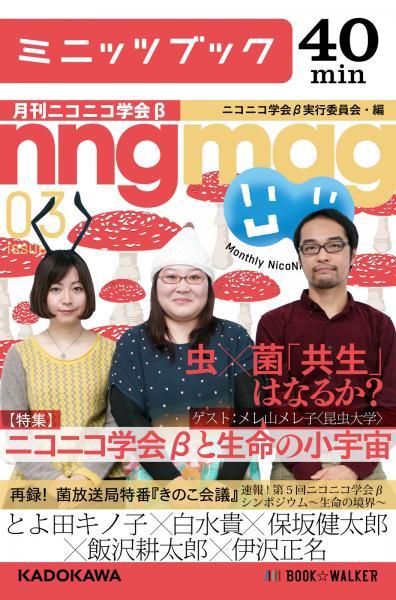 ミニッツブック
40
min
月刊ニコニコ学会β
ニコニコ学会β実行委員会・編
nngmag
03
issue
Monthly NicoNi
虫×菌「共生」
はなるか?
【特集】
ゲスト:メレ山メレ子〈昆虫大学〉
ニコニコ学会βと生命の小宇宙
再録! 菌放送局特番『きのこ会議』
速報!第5回ニコニコ学会β
シンポジウム〜生命の境界〜
とよ田キノ子×白水貴×保坂健太郎
×飯沢耕太郎×伊沢正名
KADOKAWA
BOOK☆WALKER